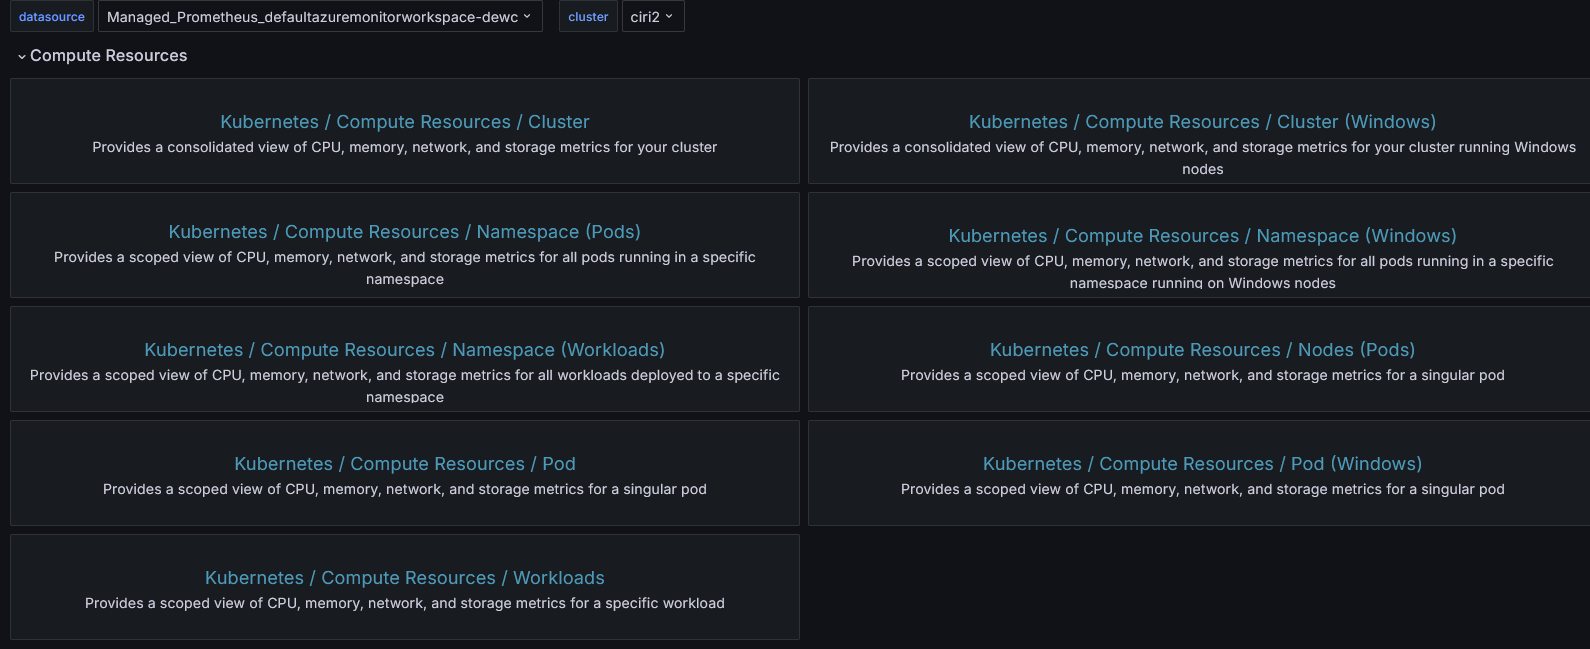 datasource Managed_Prometheus_defaultazuremonitorworkspace-dewc cluster ciri2
Compute Resources
Kubernetes / Compute Resources / Cluster
Provides a consolidated view of CPU, memory, network, and storage metrics for your cluster
Kubernetes / Compute Resources / Cluster (Windows)
Provides a consolidated view of CPU, memory, network, and storage metrics for your cluster running Windows
nodes
Kubernetes / Compute Resources / Namespace (Pods)
Provides a scoped view of CPU, memory, network, and storage metrics for all pods running in a specific
namespace
Kubernetes / Compute Resources / Namespace (Windows)
Provides a scoped view of CPU, memory, network, and storage metrics for all pods running in a specific
namespace running on Windows nodes
Kubernetes / Compute Resources / Namespace (Workloads)
Provides a scoped view of CPU, memory, network, and storage metrics for all workloads deployed to a specific
namespace
Kubernetes / Compute Resources / Nodes (Pods)
Provides a scoped view of CPU, memory, network, and storage metrics for a singular pod
Kubernetes / Compute Resources / Pod
Provides a scoped view of CPU, memory, network, and storage metrics for a singular pod
Kubernetes / Compute Resources / Pod (Windows)
Provides a scoped view of CPU, memory, network, and storage metrics for a singular pod
Kubernetes / Compute Resources / Workloads
Provides a scoped view of CPU, memory, network, and storage metrics for a specific workload